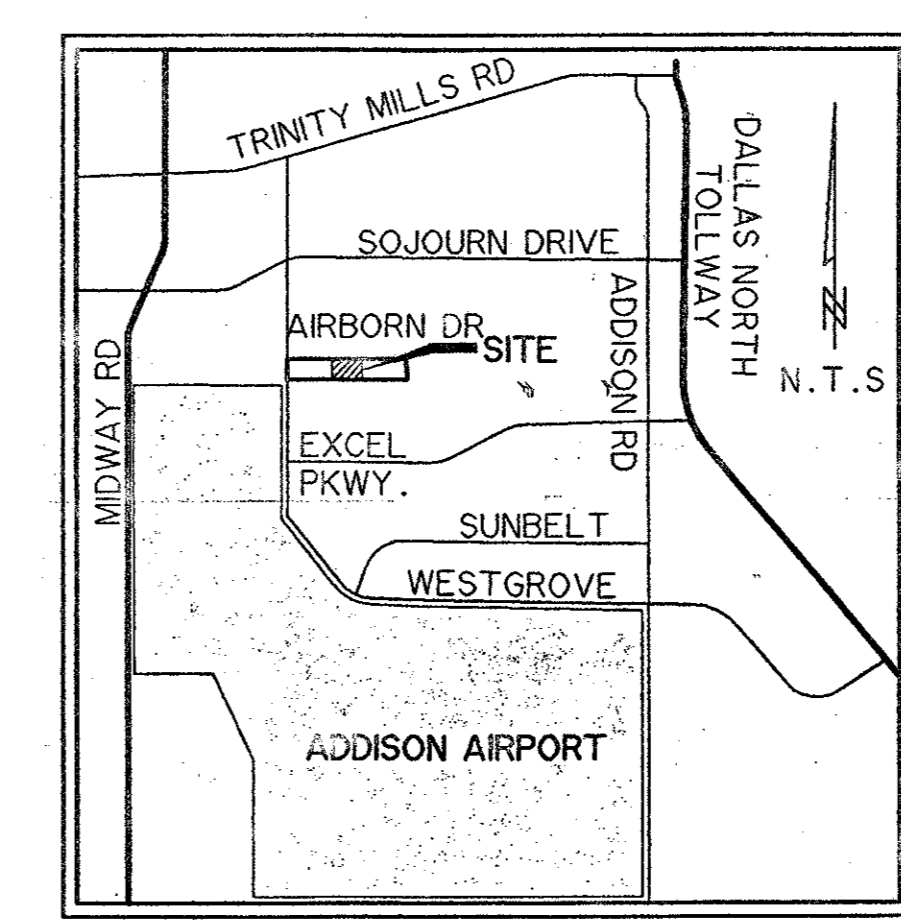 TRINITY MILLS RD
DALLAS NORTH
TOLLWAY
SOJOURN DRIVE
AIRBORN DR
SITE
ADDISON RD
N
N.T.S
MIDWAY RD
EXCEL
PKWY.
SUNBELT
WESTGROVE
ADDISON AIRPORT